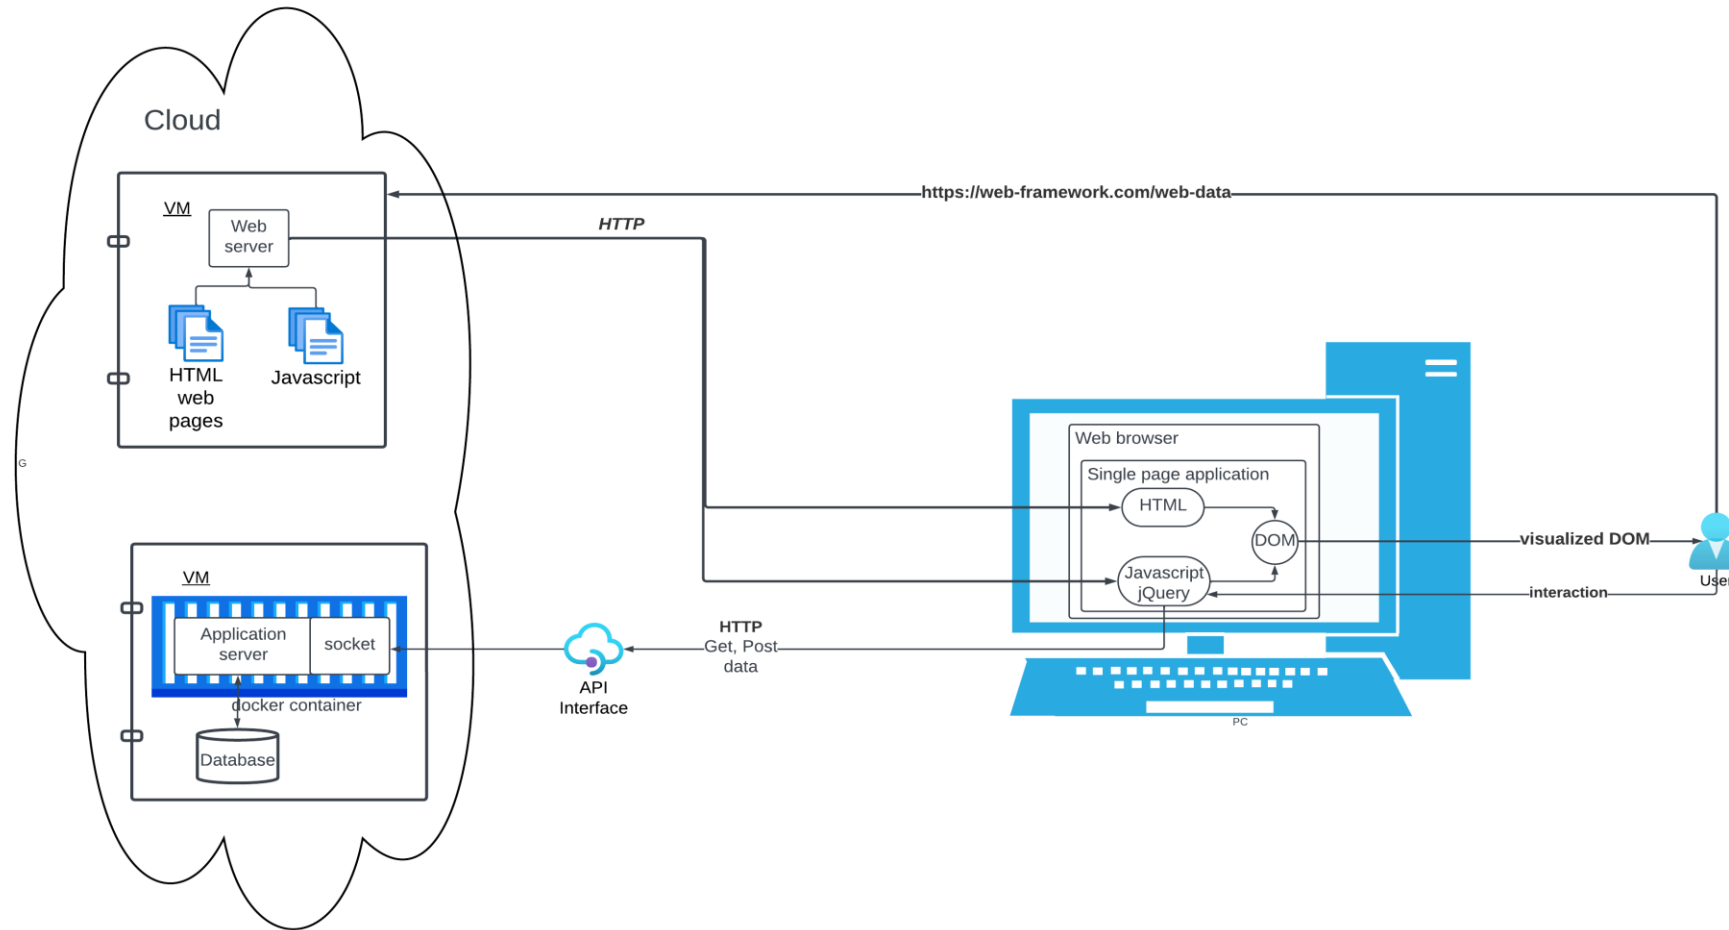 Cloud
VM
Web
server
HTML
web
pages
Javascript
G
VM
Application
server
socket
docker container
Database
https://web-framework.com/web-data
HTTP
API
Interface
HTTP
Get, Post
data
Web browser
Single page application
HTML
DOM
Javascript
jQuery
PC
visualized DOM
interaction
User